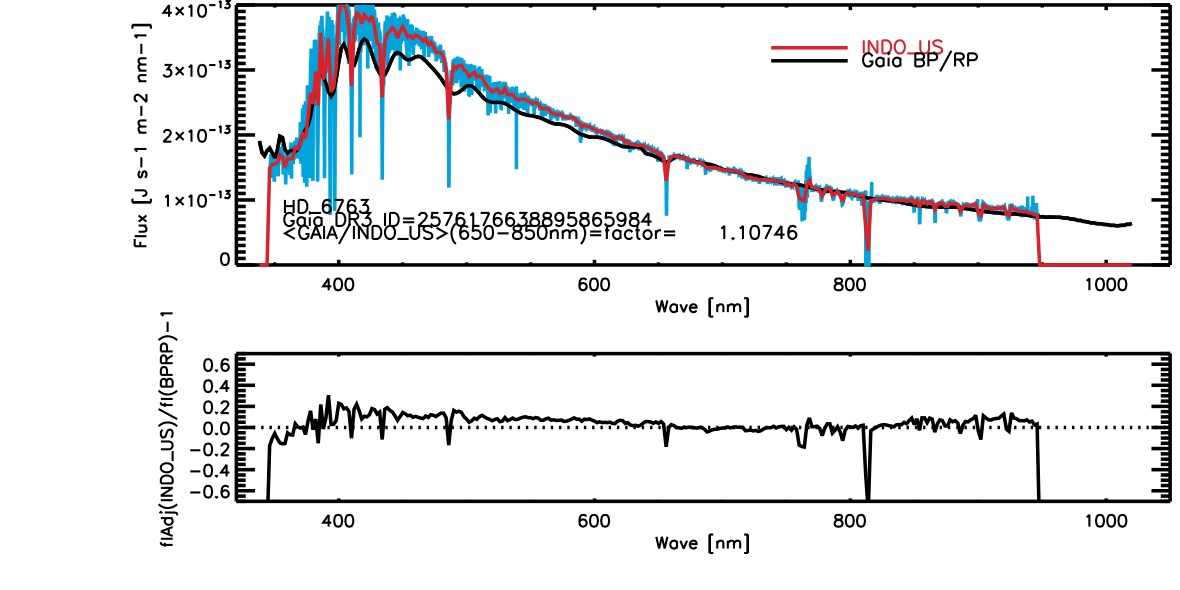 4×10−13
3×10−13
2×10−13
1×10−13
0
Flux [J s−1 m−2 nm−1]
INDO_US
Gaia BP/RP
HD_6763
Gaia DR3 ID=2576176638895865984
<GAIA/INDO_US>(650−850nm)=factor= 1.10746
400 600 800 1000
Wave [nm]
flAdj(INDO_US)/fl(BPRP)−1
0.6
0.4
0.2
0.0
−0.2
−0.4
−0.6
400 600 800 1000
Wave [nm]